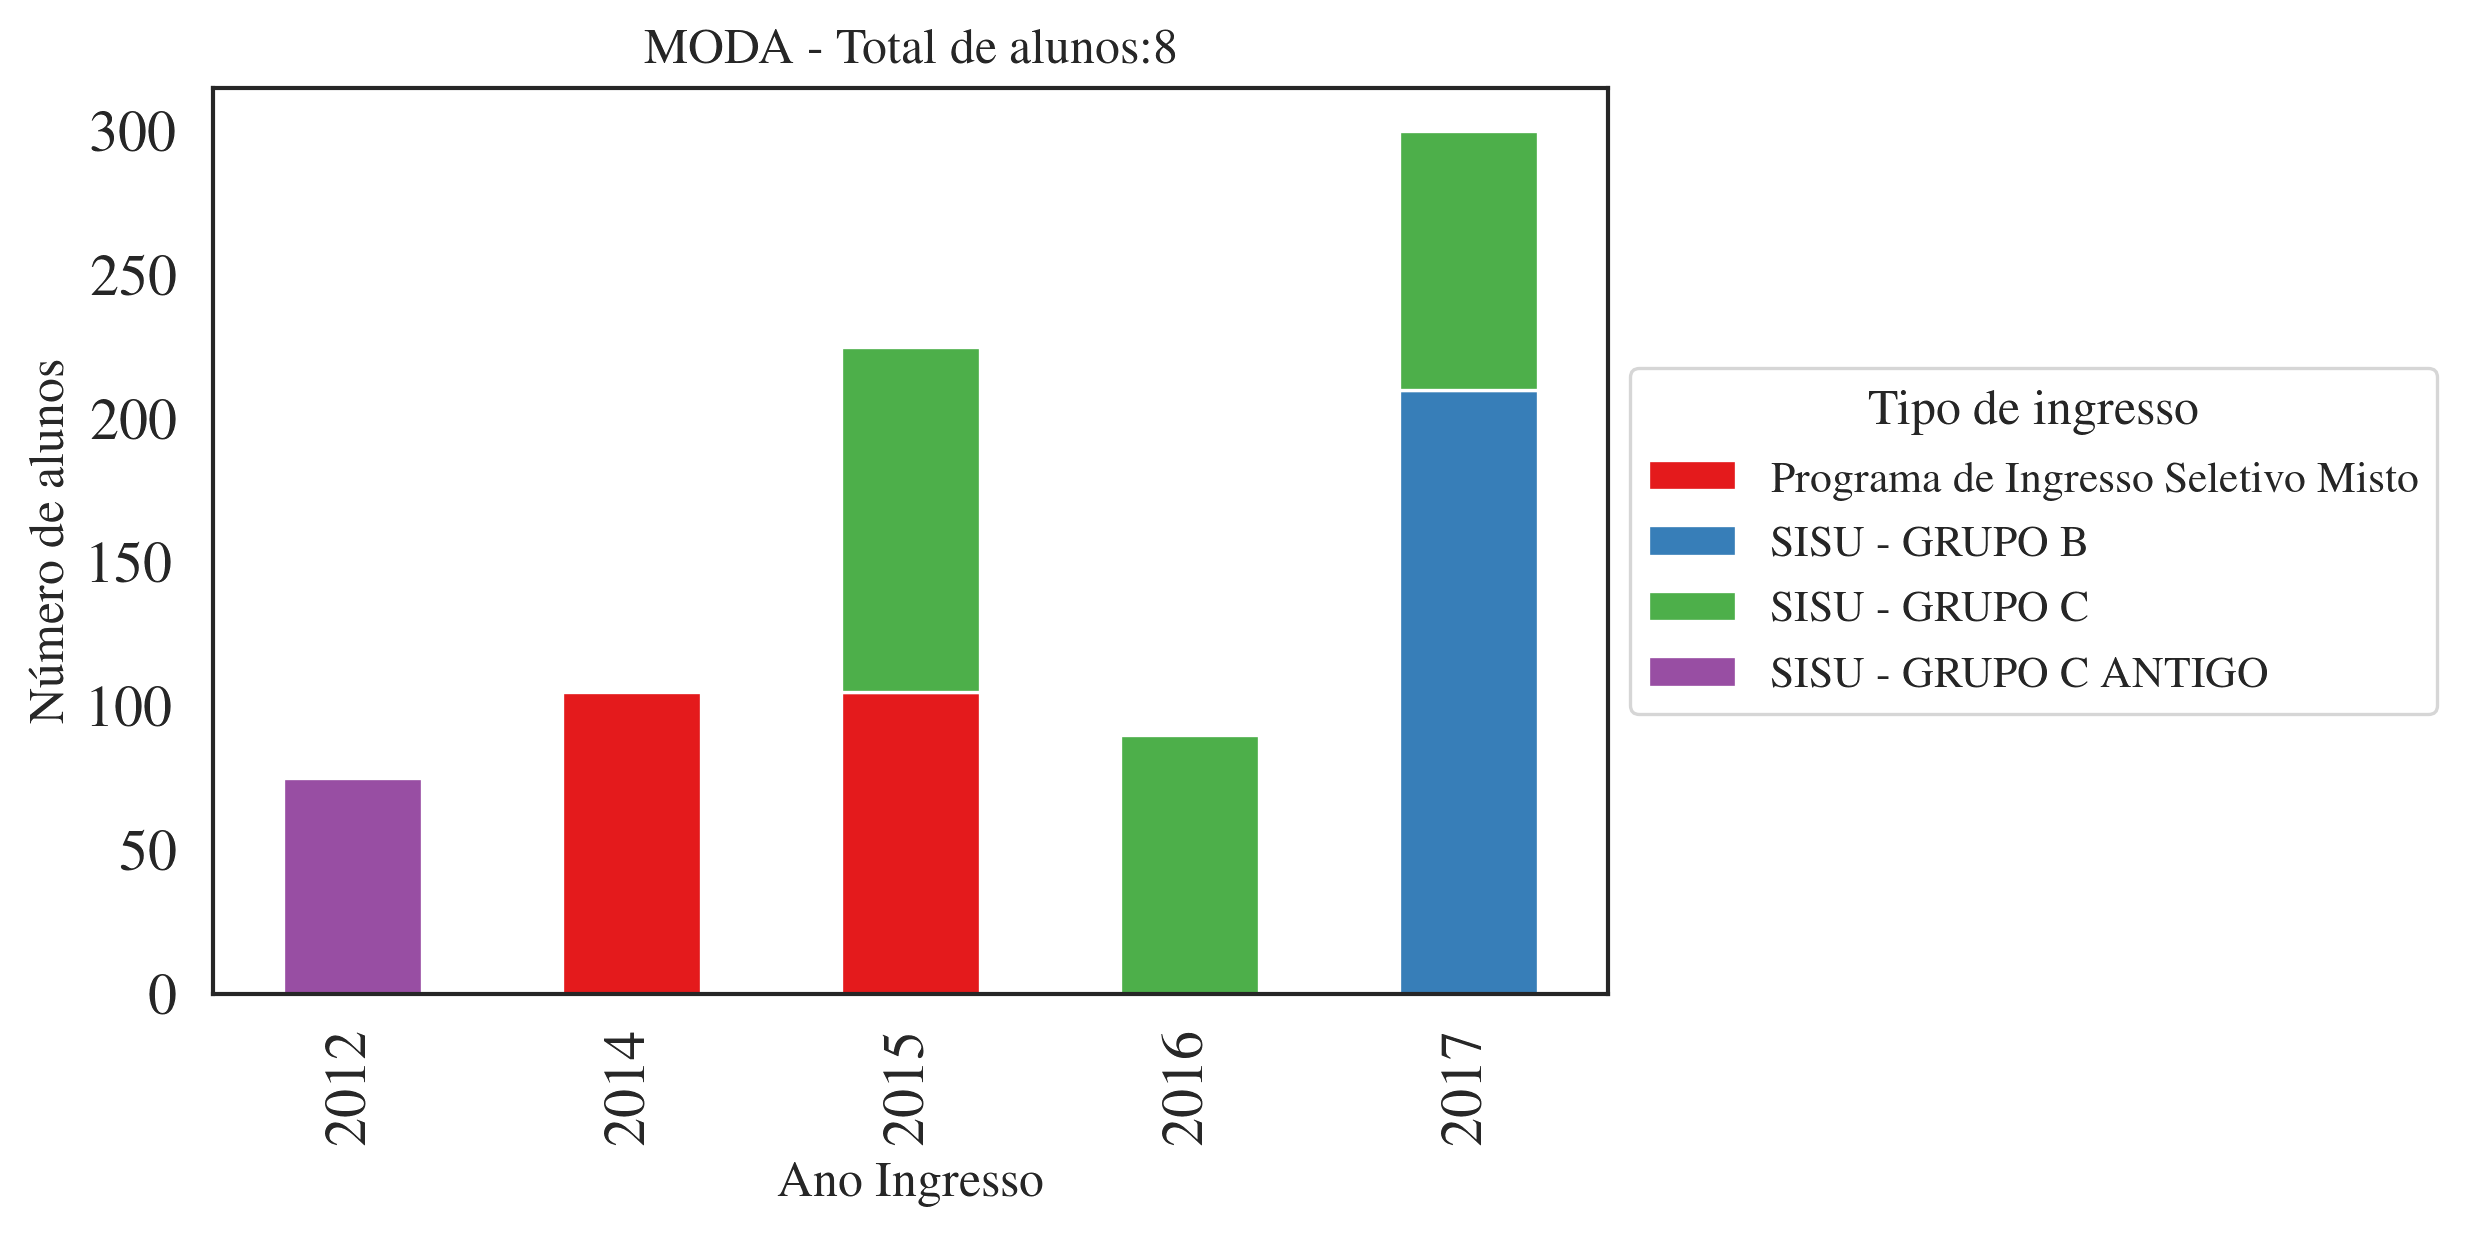 MODA - Total de alunos:8
300
250
200
150
100
50
0
Número de alunos
2012
2014
2015
2016
2017
Ano Ingresso
Tipo de ingresso
Programa de Ingresso Seletivo Misto
SISU - GRUPO B
SISU - GRUPO C
SISU - GRUPO C ANTIGO